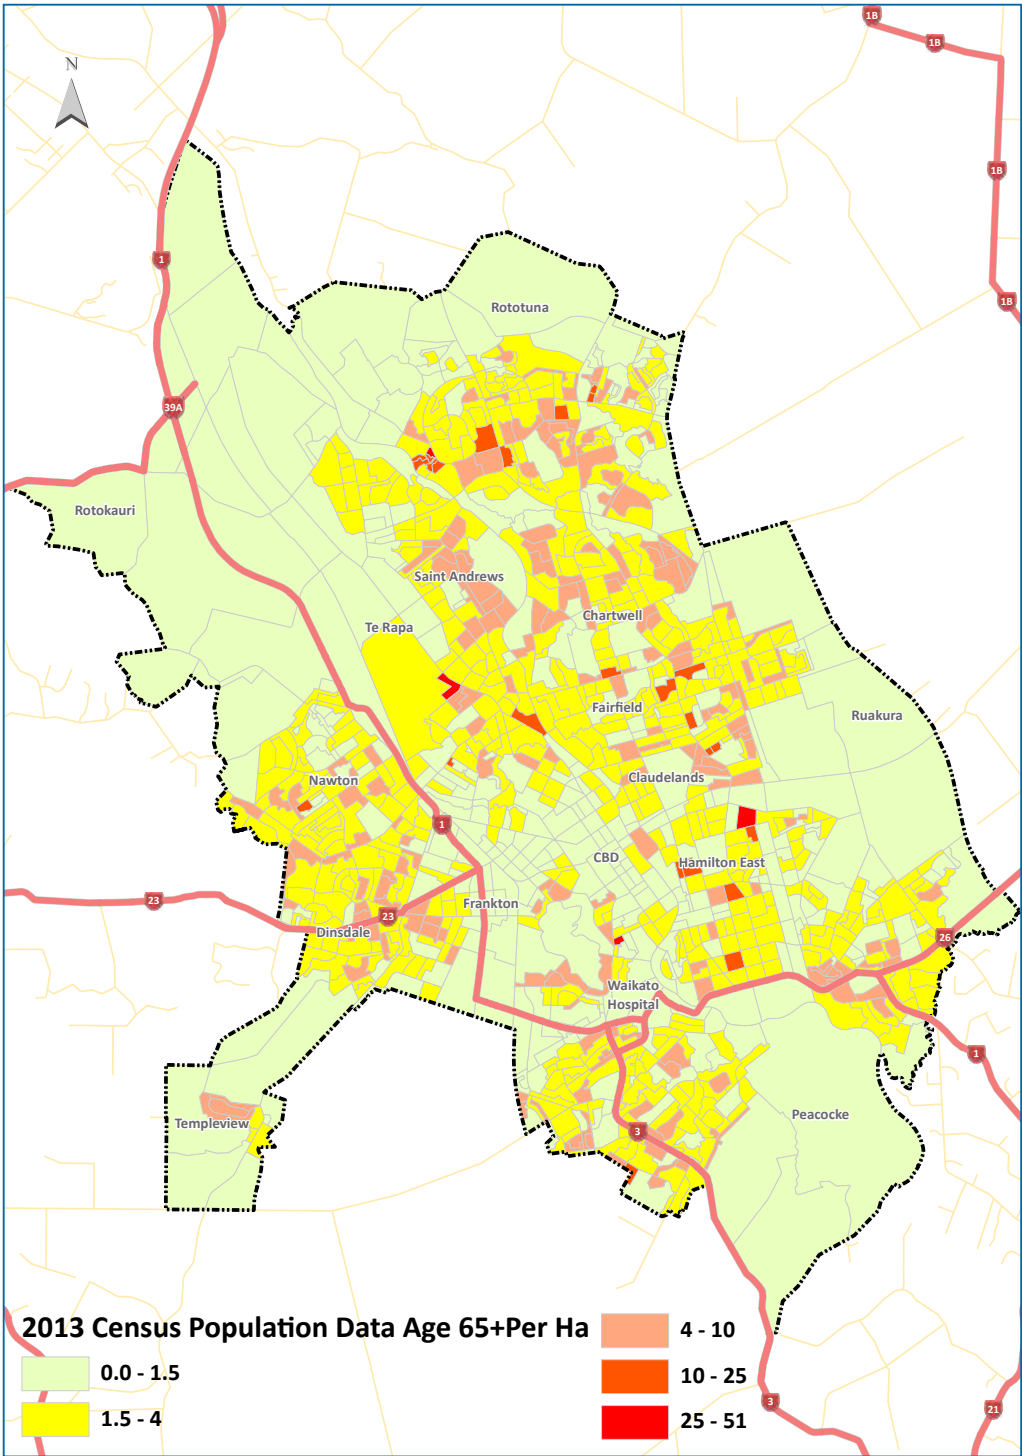 1B
1B
N
1B
1
1B
Rototuna
39A
Rotokauri
Saint Andrews
Chartwell
Te Rapa
Fairfield
Ruakura
Nawton
Claudelands
1
CBD
Hamilton East
23
Frankton
23
Dinsdale
26
Waikato
Hospital
1
Peacocke
Templeview
3
2013 Census Population Data Age 65+Per Ha
4 - 10
0.0 - 1.5
10 - 25
3
21
1.5 - 4
25 - 51